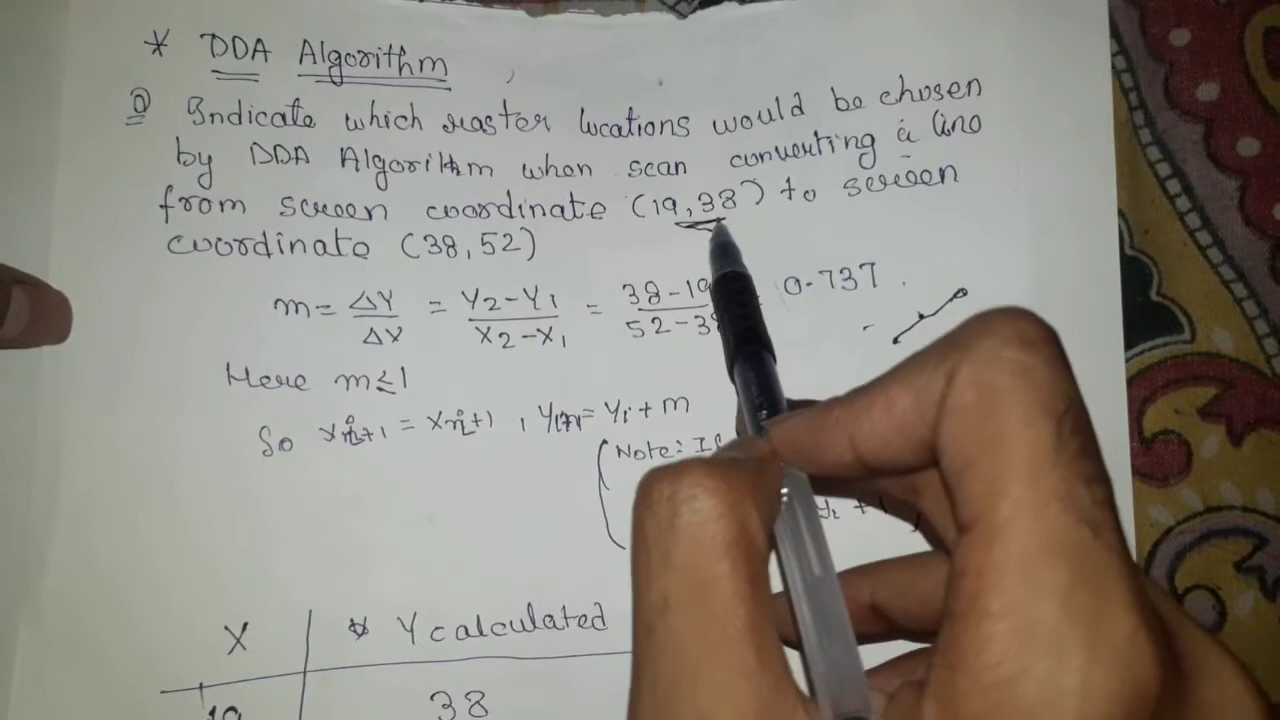 * DDA Algorithm
Q Indicate which raster locations would be chosen
by DDA Algorithm when scan converting a line
from screen coordinate (19,38) to screen
coordinate (38,52)
m = ΔY/ΔX = Y2-Y1/X2-X1 = 38-19/52-38 0.737
Here m≤1
So xi+1 = xi+1 , yi+1 = yi + m
(Note: If
X Y calculated
19 38